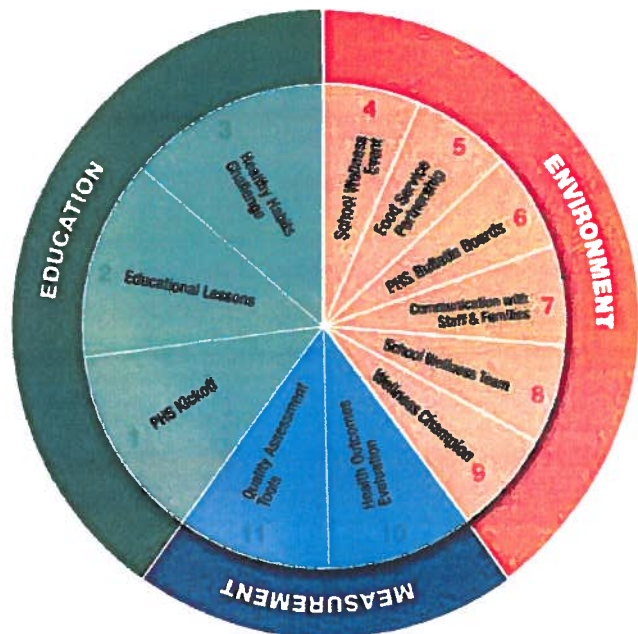 EDUCATION
ENVIRONMENT
MEASUREMENT
1
PHS Kickoff
2
Educational Lessons
3
Healthy Habits
Challenge
4
School Wellness
Event
5
Food Service
Partnership
6
PHS Bulletin Boards
7
Communication with
Staff & Families
8
School Wellness Team
9
Wellness Champion
10
Health Outcomes
Evaluation
11
Quality Assessment
Tools